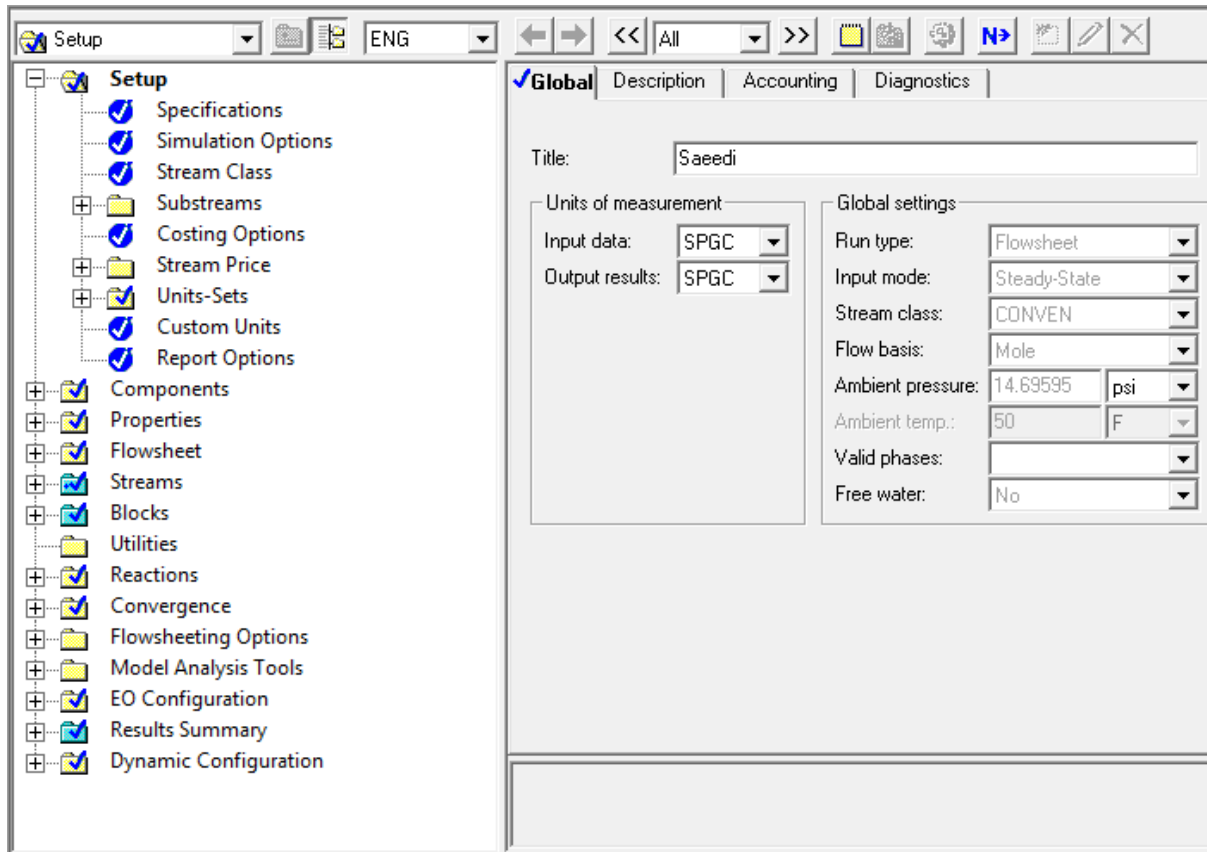 Setup ENG << All >> N
Setup
Specifications
Simulation Options
Stream Class
Substreams
Costing Options
Stream Price
Units-Sets
Custom Units
Report Options
Components
Properties
Flowsheet
Streams
Blocks
Utilities
Reactions
Convergence
Flowsheeting Options
Model Analysis Tools
EO Configuration
Results Summary
Dynamic Configuration
Global Description Accounting Diagnostics
Title: Saeedi
Units of measurement
Input data: SPGC
Output results: SPGC
Global settings
Run type: Flowsheet
Input mode: Steady-State
Stream class: CONVEN
Flow basis: Mole
Ambient pressure: 14.69595 psi
Ambient temp.: 50 F
Valid phases:
Free water: No